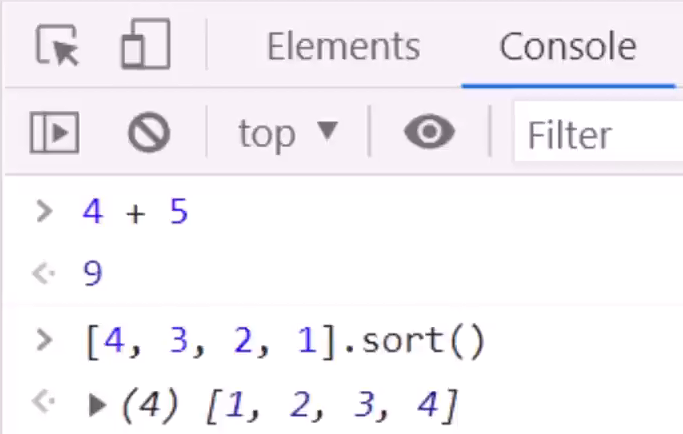 Elements Console
top Filter
> 4 + 5
9
> [4, 3, 2, 1].sort()
(4) [1, 2, 3, 4]